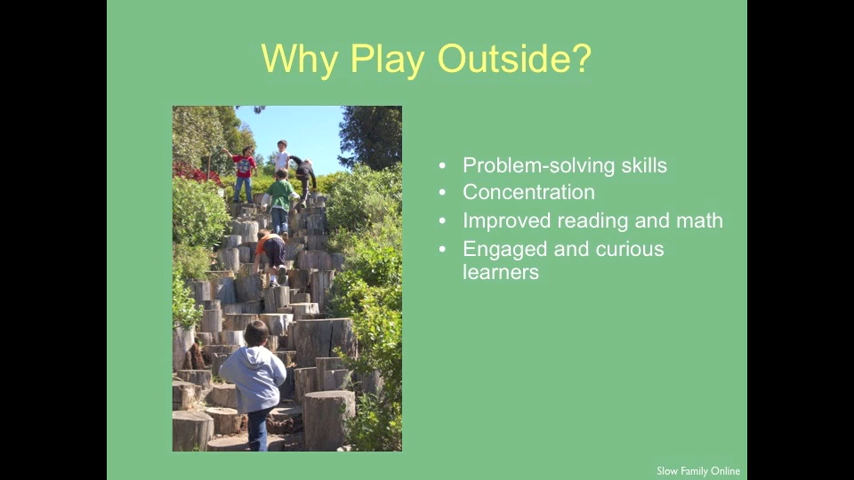 Why Play Outside?
• Problem-solving skills
• Concentration
• Improved reading and math
• Engaged and curious
learners
Slow Family Online